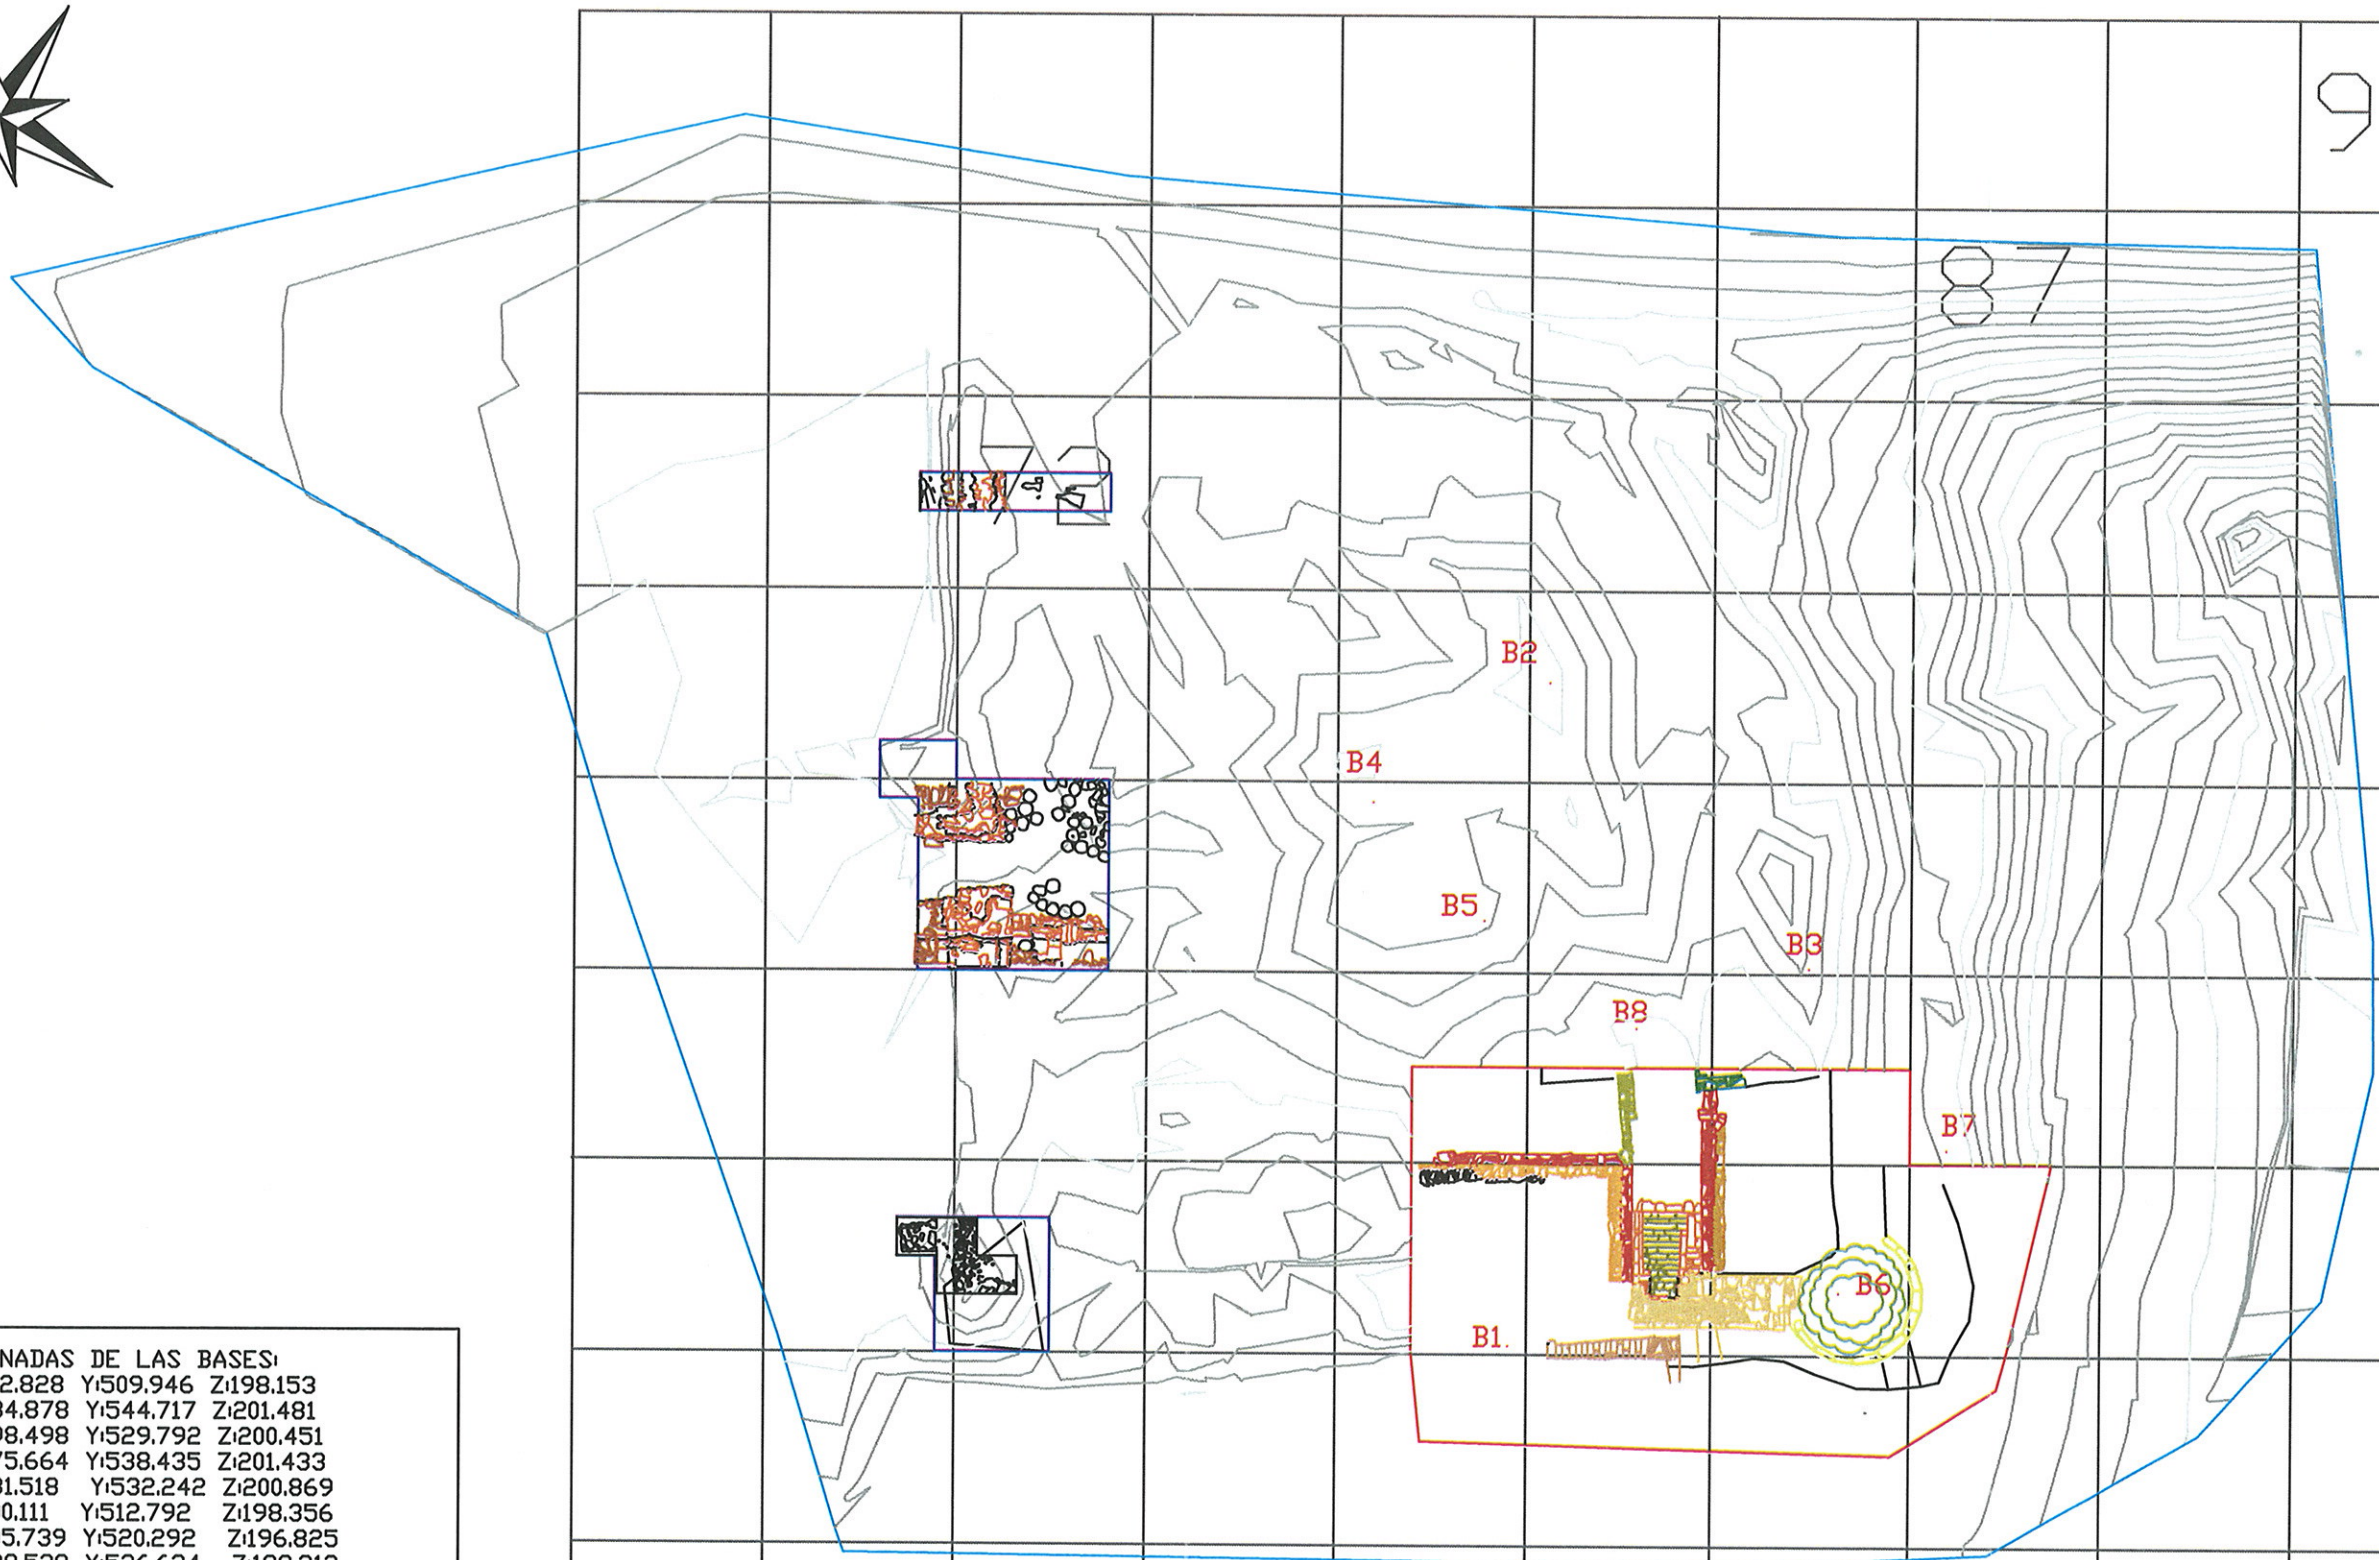 9
87
72
B2
B4
B5
B3
B8
B7
B6
B1.
NADAS DE LAS BASES:
2.828 Y:509.946 Z:198.153
34.878 Y:544.717 Z:201.481
98.498 Y:529.792 Z:200.451
75.664 Y:538.435 Z:201.433
31.518 Y:532.242 Z:200.869
0.111 Y:512.792 Z:198.356
5.739 Y:520.292 Z:196.825